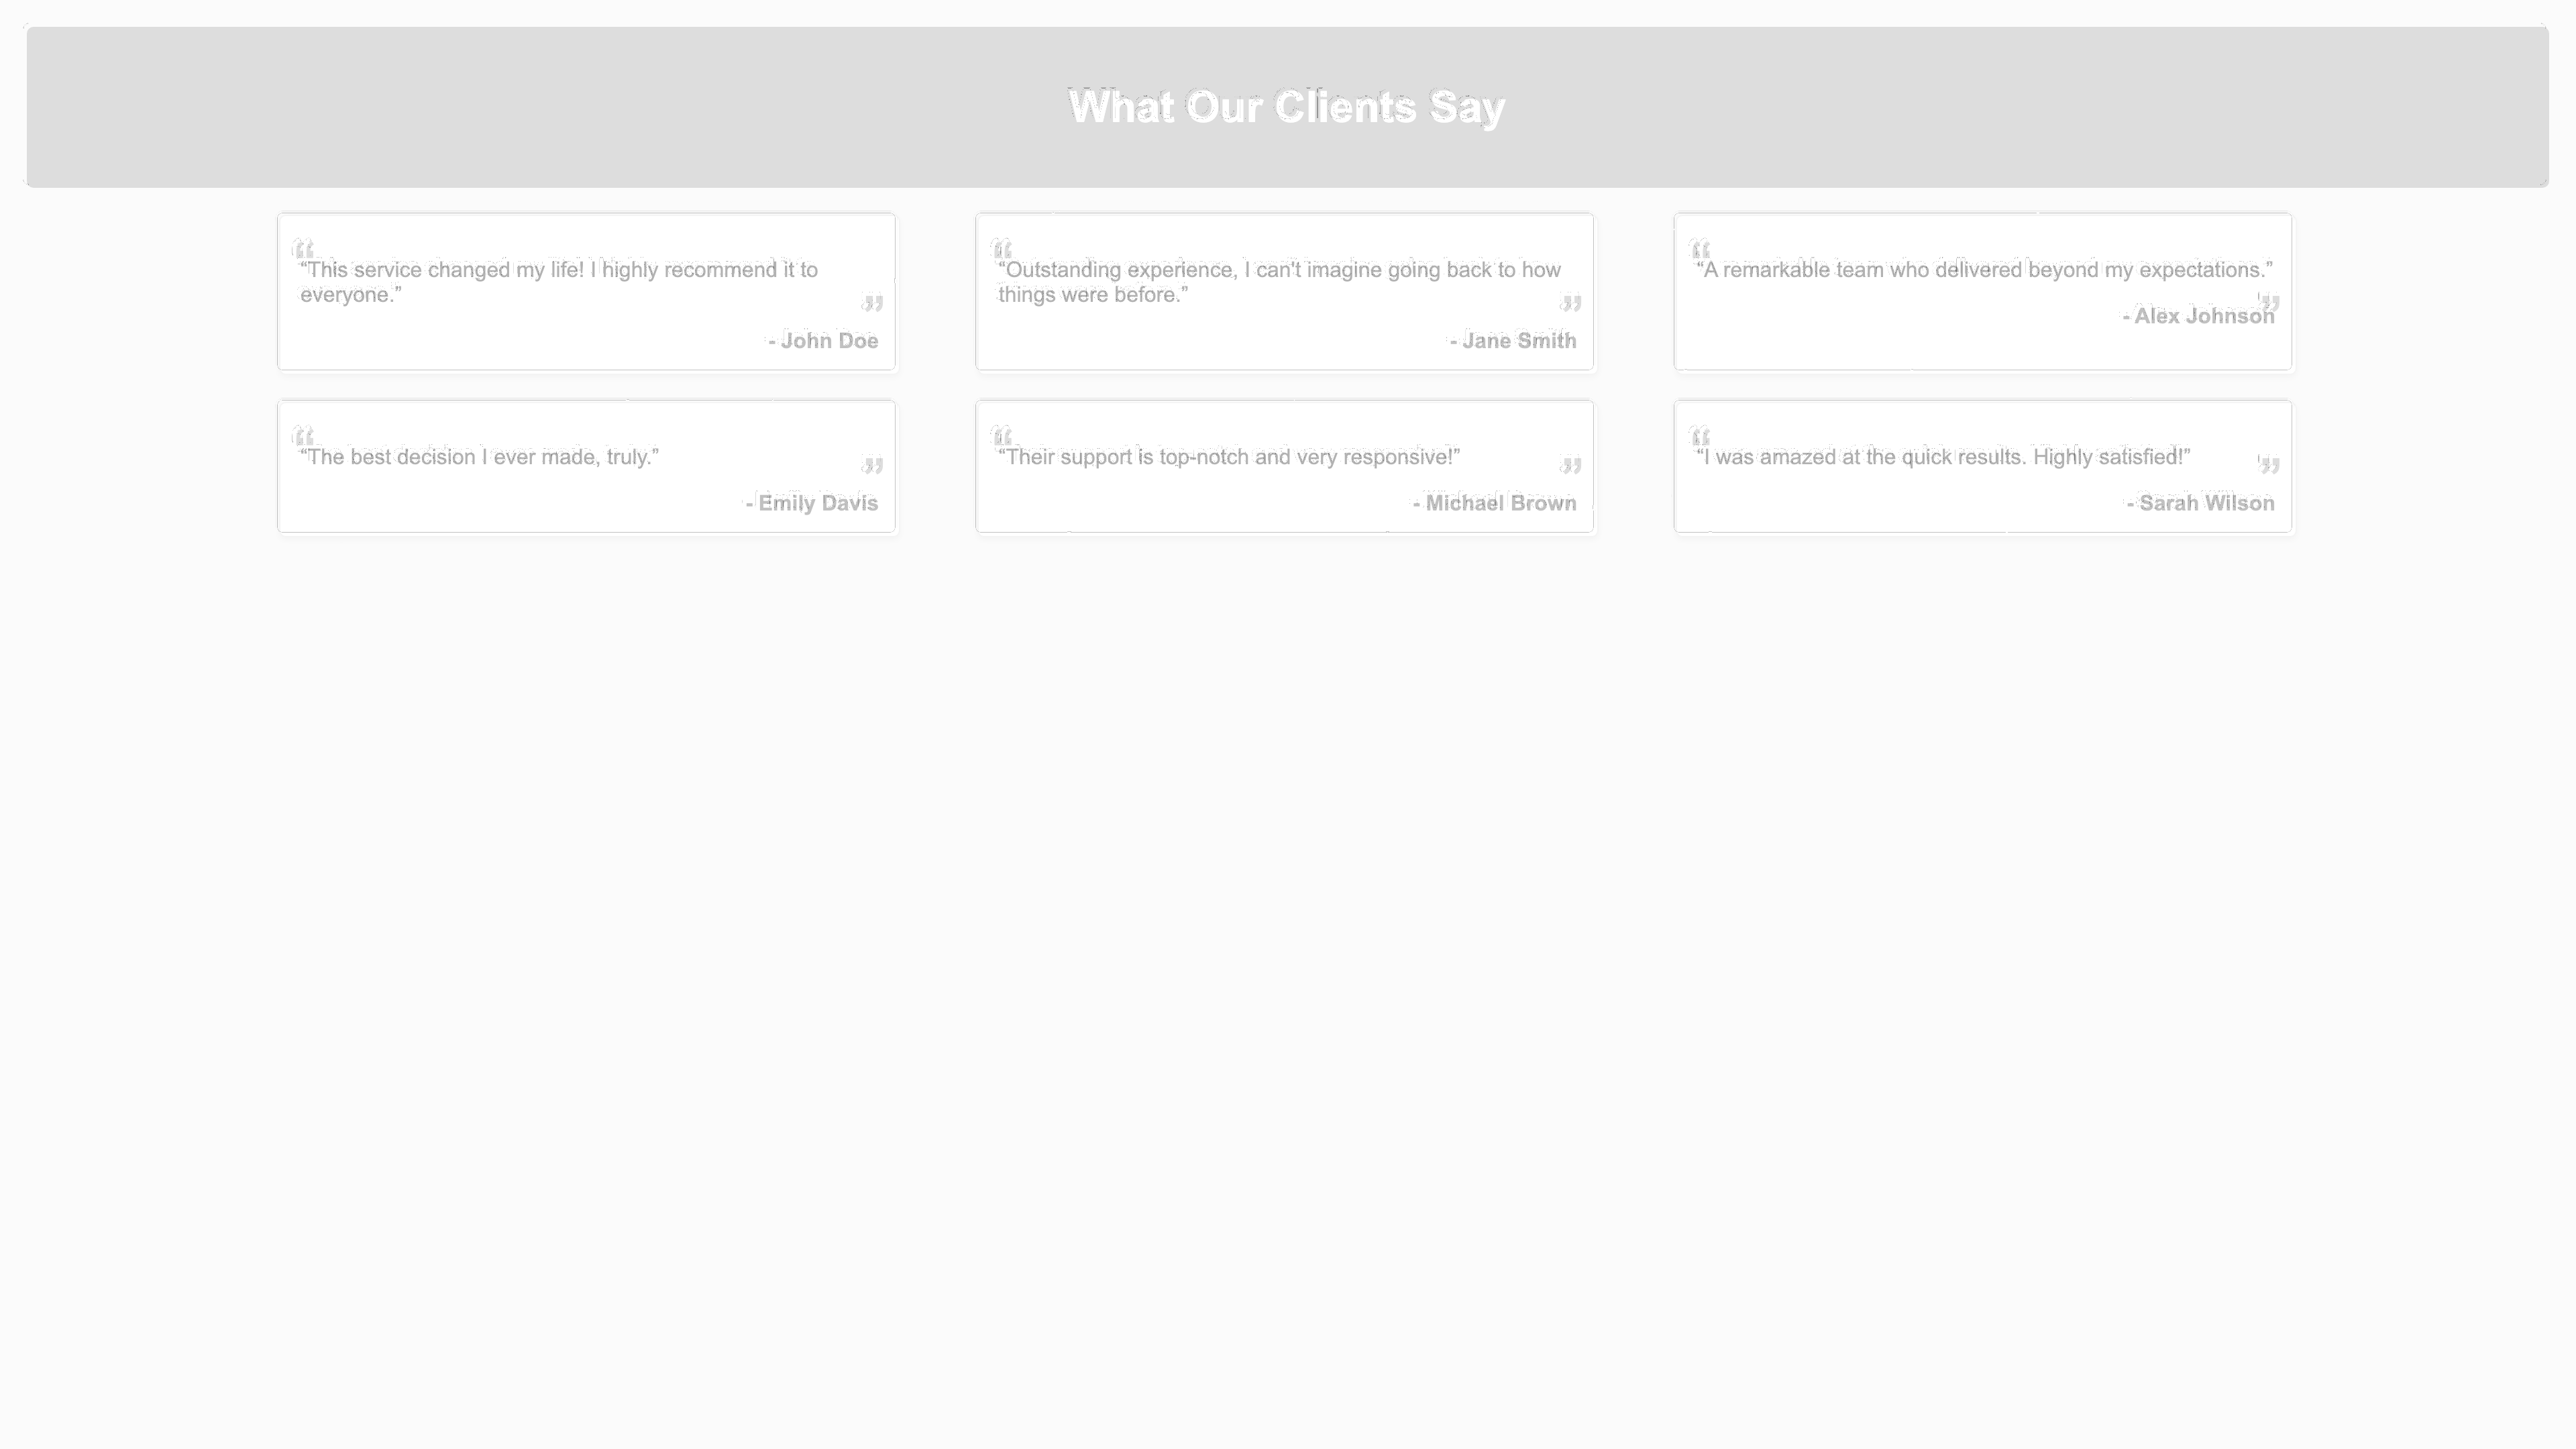 What Our Clients Say
“
“This service changed my life! I highly recommend it to
everyone.”
”
- John Doe
“
“Outstanding experience, I can't imagine going back to how
things were before.”
”
- Jane Smith
“
“A remarkable team who delivered beyond my expectations.”
”
- Alex Johnson
“
“The best decision I ever made, truly.”
”
- Emily Davis
“
“Their support is top-notch and very responsive!”
”
- Michael Brown
“
“I was amazed at the quick results. Highly satisfied!”
”
- Sarah Wilson